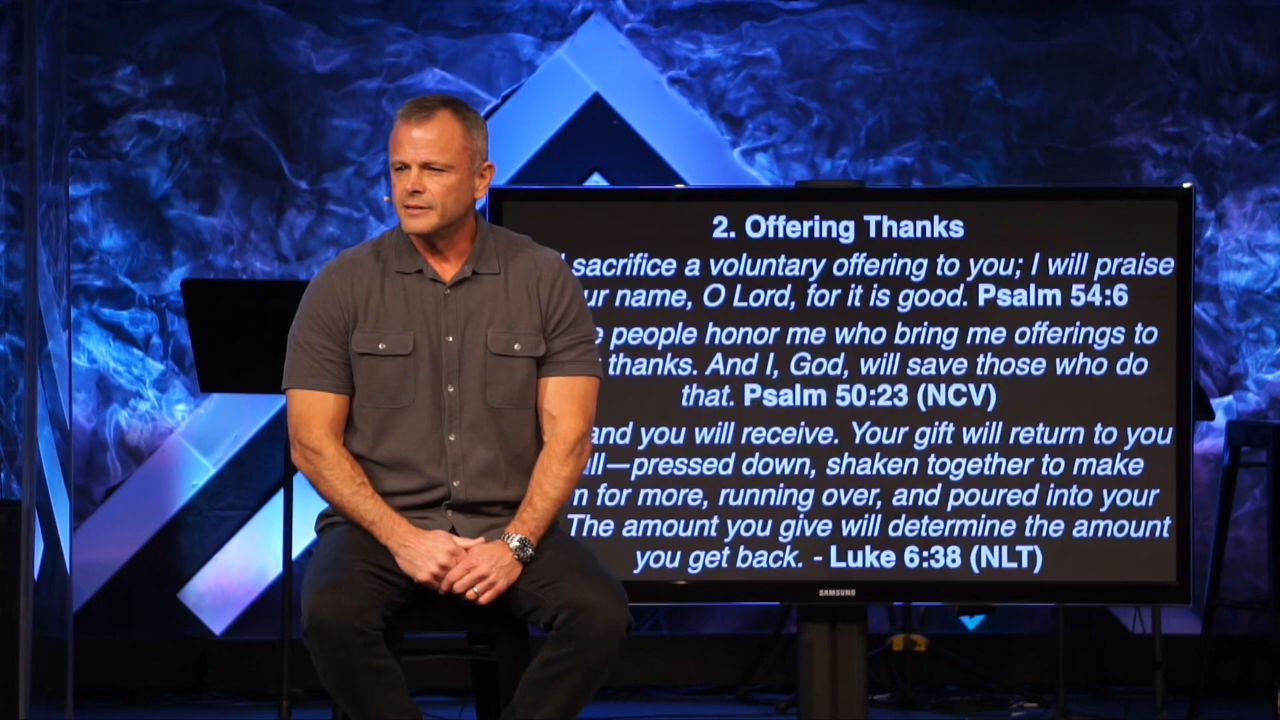 2. Offering Thanks
sacrifice a voluntary offering to you; I will praise
name, O Lord, for it is good. Psalm 54:6
people honor me who bring me offerings to
thanks. And I, God, will save those who do
that. Psalm 50:23 (NCV)
and you will receive. Your gift will return to you
pressed down, shaken together to make
for more, running over, and poured into your
The amount you give will determine the amount
you get back. - Luke 6:38 (NLT)
SAMSUNG